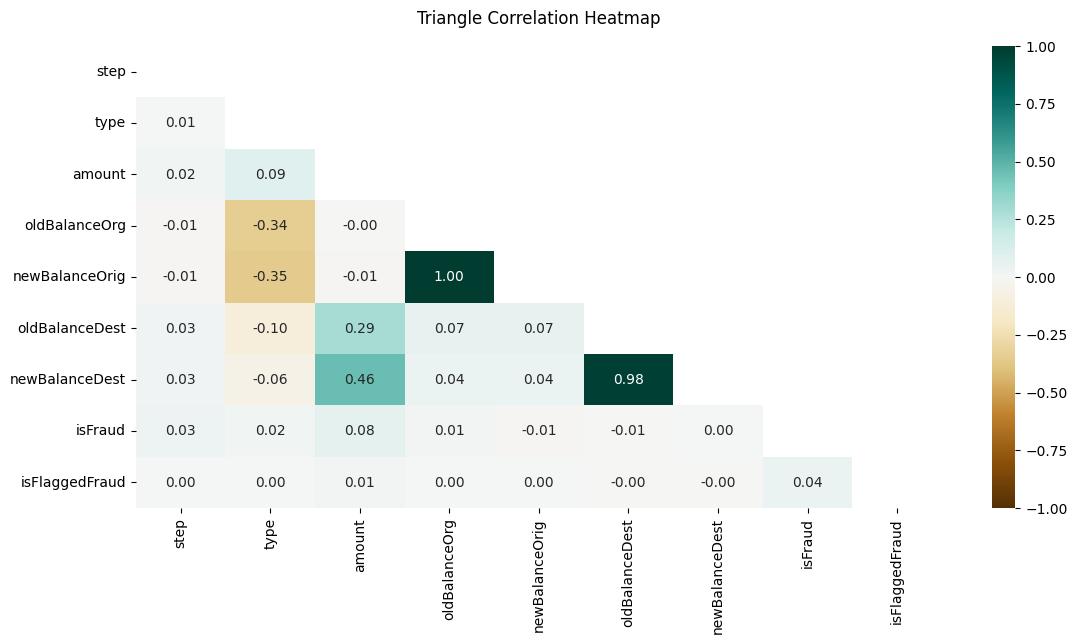 Triangle Correlation Heatmap
step
type 0.01
amount 0.02 0.09
oldBalanceOrg -0.01 -0.34 -0.00
newBalanceOrig -0.01 -0.35 -0.01 1.00
oldBalanceDest 0.03 -0.10 0.29 0.07 0.07
newBalanceDest 0.03 -0.06 0.46 0.04 0.04 0.98
isFraud 0.03 0.02 0.08 0.01 -0.01 -0.01 0.00
isFlaggedFraud 0.00 0.00 0.01 0.00 0.00 -0.00 -0.00 0.04
step type amount oldBalanceOrg newBalanceOrig oldBalanceDest newBalanceDest isFraud isFlaggedFraud
1.00
0.75
0.50
0.25
0.00
−0.25
−0.50
−0.75
−1.00